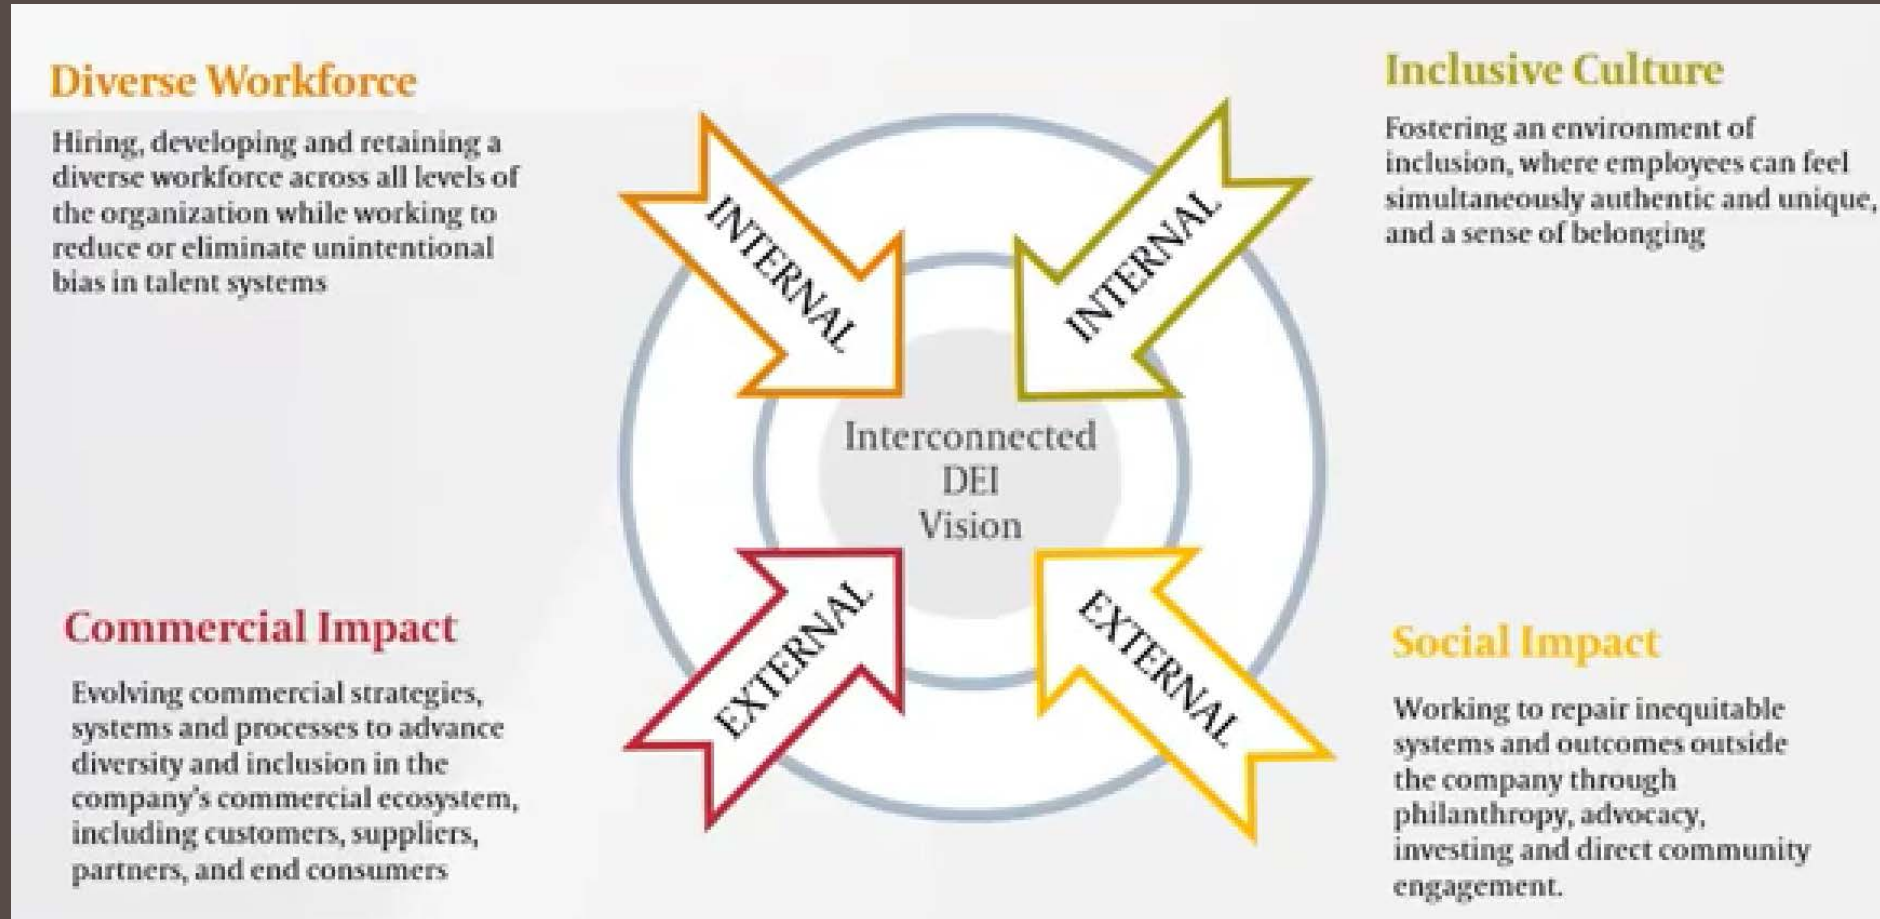 Diverse Workforce
Hiring, developing and retaining a
diverse workforce across all levels of
the organization while working to
reduce or eliminate unintentional
bias in talent systems
Inclusive Culture
Fostering an environment of
inclusion, where employees can feel
simultaneously authentic and unique,
and a sense of belonging
INTERNAL
INTERNAL
Interconnected
DEI
Vision
EXTERNAL
EXTERNAL
Commercial Impact
Evolving commercial strategies,
systems and processes to advance
diversity and inclusion in the
company's commercial ecosystem,
including customers, suppliers,
partners, and end consumers
Social Impact
Working to repair inequitable
systems and outcomes outside
the company through
philanthropy, advocacy,
investing and direct community
engagement.